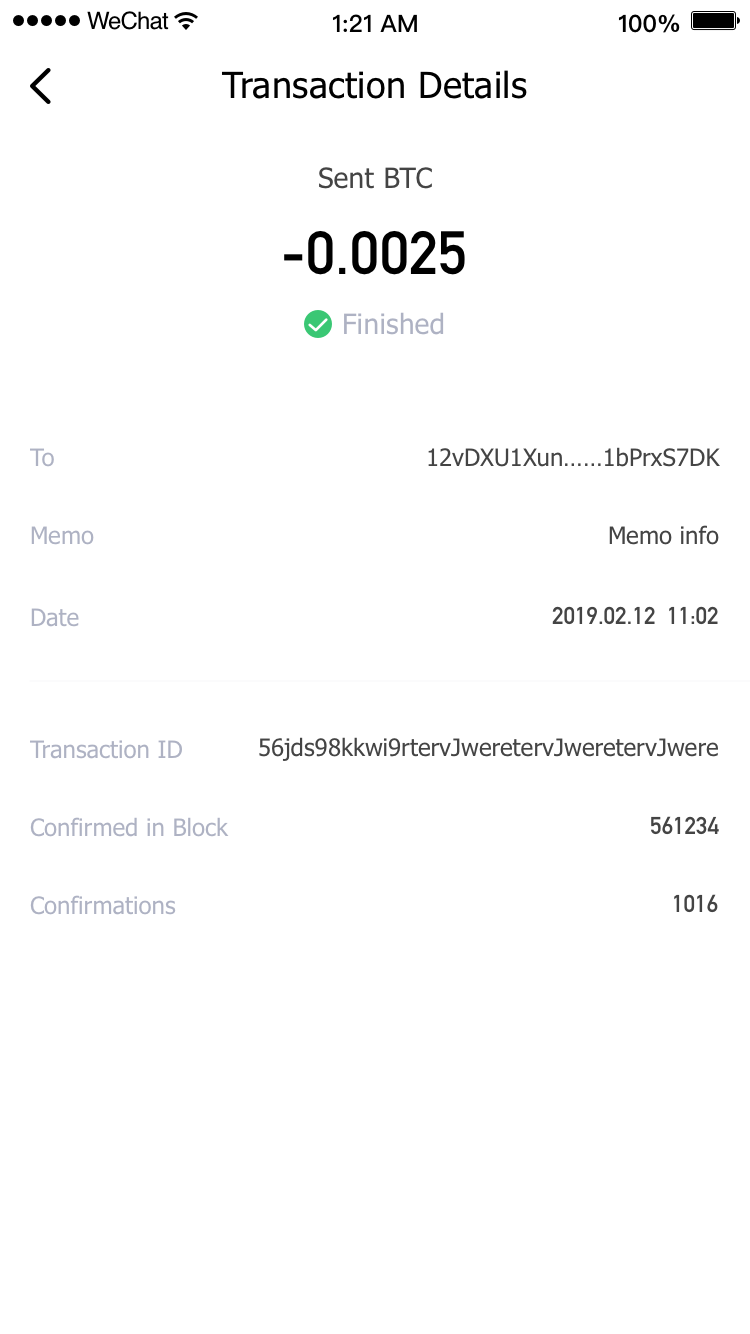 WeChat 1:21 AM 100%
Transaction Details
Sent BTC
-0.0025
Finished
To 12vDXU1Xun......1bPrxS7DK
Memo Memo info
Date 2019.02.12 11:02
Transaction ID 56jds98kkwi9rtervJweretervJweretervJwere
Confirmed in Block 561234
Confirmations 1016